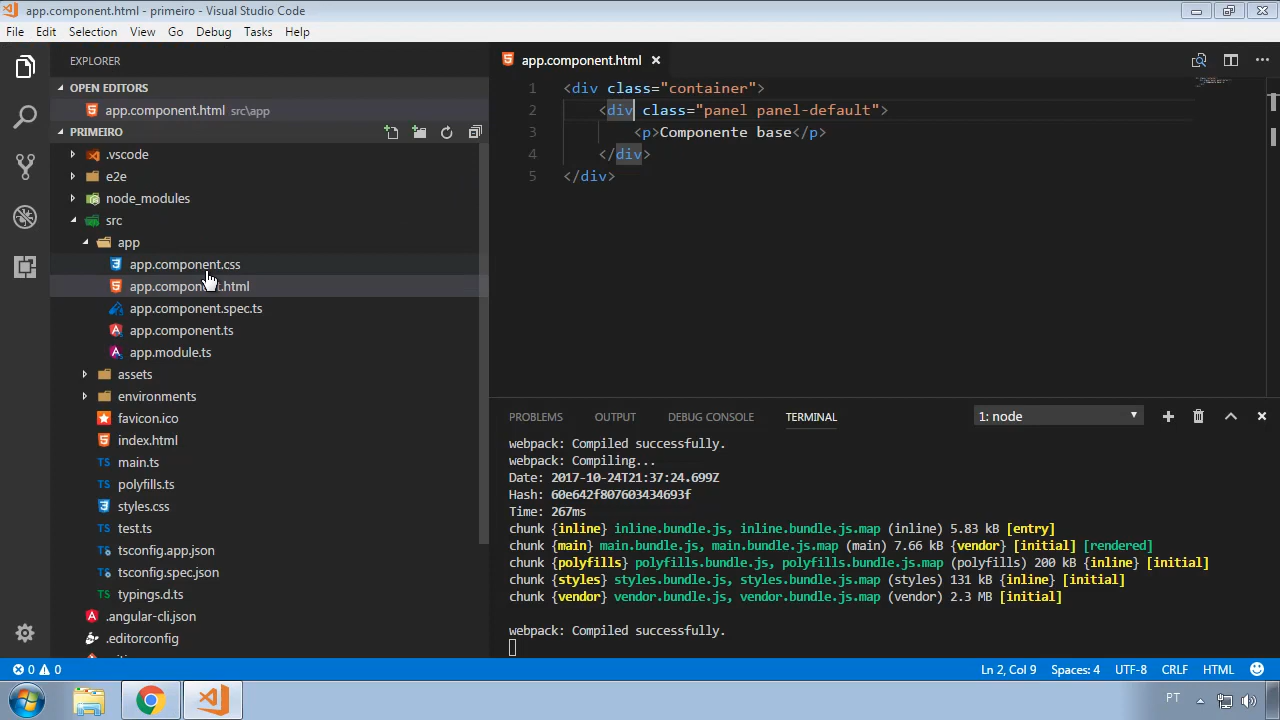 app.component.html - primeiro - Visual Studio Code
File Edit Selection View Go Debug Tasks Help
EXPLORER
OPEN EDITORS
app.component.html src\app
PRIMEIRO
.vscode
e2e
node_modules
src
app
app.component.css
app.component.html
app.component.spec.ts
app.component.ts
app.module.ts
assets
environments
favicon.ico
index.html
TS main.ts
TS polyfills.ts
styles.css
TS test.ts
TS tsconfig.app.json
TS tsconfig.spec.json
TS typings.d.ts
.angular-cli.json
.editorconfig
app.component.html
1 <div class="container">
2 <div class="panel panel-default">
3 <p>Componente base</p>
4 </div>
5 </div>
PROBLEMS OUTPUT DEBUG CONSOLE TERMINAL 1: node
webpack: Compiled successfully.
webpack: Compiling...
Date: 2017-10-24T21:37:24.699Z
Hash: 60e642f807603434693f
Time: 267ms
chunk {inline} inline.bundle.js, inline.bundle.js.map (inline) 5.83 kB [entry]
chunk {main} main.bundle.js, main.bundle.js.map (main) 7.66 kB {vendor} [initial] [rendered]
chunk {polyfills} polyfills.bundle.js, polyfills.bundle.js.map (polyfills) 200 kB {inline} [initial]
chunk {styles} styles.bundle.js, styles.bundle.js.map (styles) 131 kB {inline} [initial]
chunk {vendor} vendor.bundle.js, vendor.bundle.js.map (vendor) 2.3 MB [initial]
webpack: Compiled successfully.
0 0 Ln 2, Col 9 Spaces: 4 UTF-8 CRLF HTML
PT